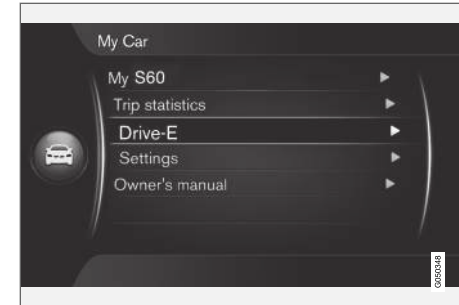 My Car
My S60
Trip statistics
Drive-E
Settings
Owner's manual
G050348